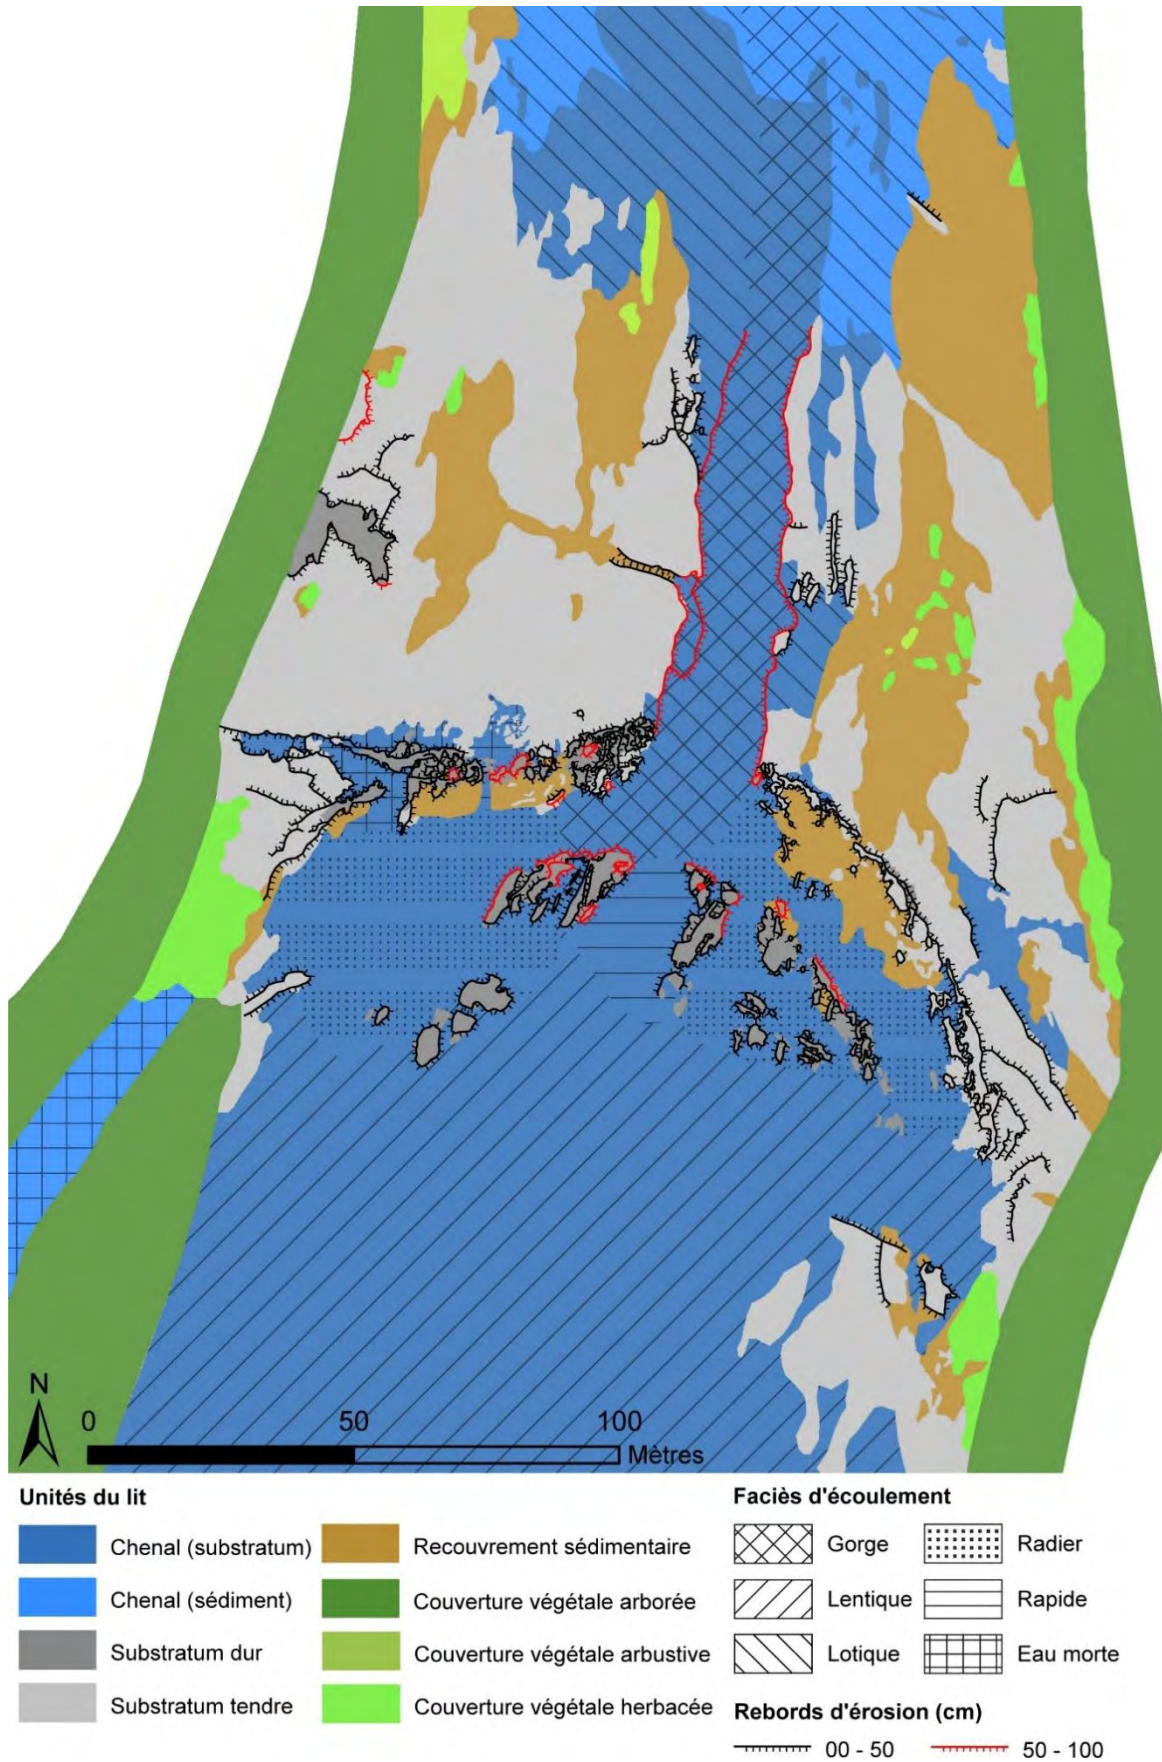 N
0 50 100
Mètres
Unités du lit
Chenal (substratum)
Chenal (sédiment)
Substratum dur
Substratum tendre
Recouvrement sédimentaire
Couverture végétale arborée
Couverture végétale arbustive
Couverture végétale herbacée
Faciès d'écoulement
Gorge
Lentique
Lotique
Radier
Rapide
Eau morte
Rebords d'érosion (cm)
00 - 50
50 - 100